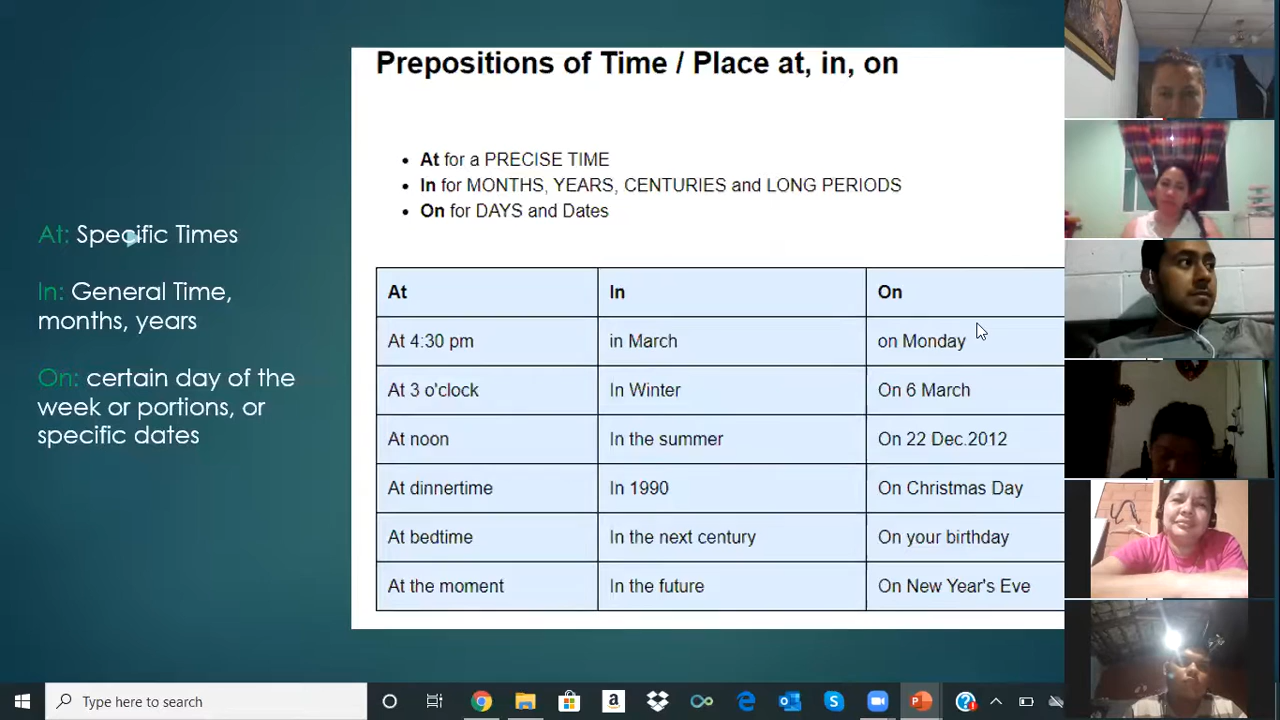 Prepositions of Time / Place at, in, on
• At for a PRECISE TIME
• In for MONTHS, YEARS, CENTURIES and LONG PERIODS
• On for DAYS and Dates
At: Specific Times
In: General Time,
months, years
On: certain day of the
week or portions, or
specific dates
At In On
At 4:30 pm in March on Monday
At 3 o'clock In Winter On 6 March
At noon In the summer On 22 Dec.2012
At dinnertime In 1990 On Christmas Day
At bedtime In the next century On your birthday
At the moment In the future On New Year's Eve
Type here to search